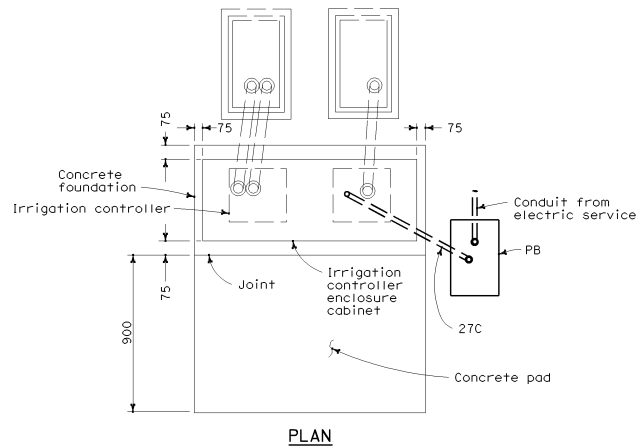 75
75
75
Concrete
foundation
Irrigation controller
Conduit from
electric service
PB
75
Joint
Irrigation
controller
enclosure
cabinet
27C
900
Concrete pad
PLAN